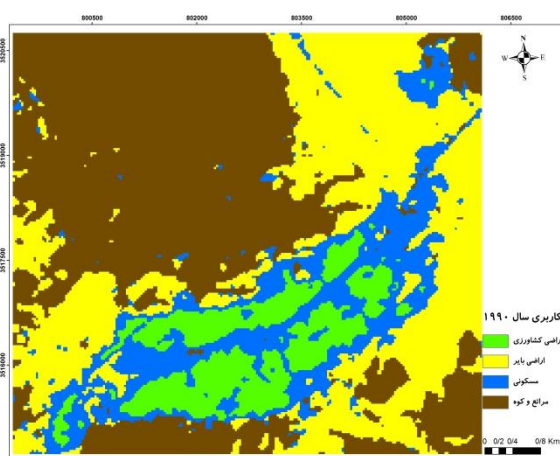 800500 802000 803500 805000 806500
3520500
3519000
3517500
3516000
N
W E
S
کاربری سال ۱۹۹۰
راضی کشاورزی
اراضی بایر
مسکونی
مراتع و کوه
0 0/2 0/4 0/8 Km